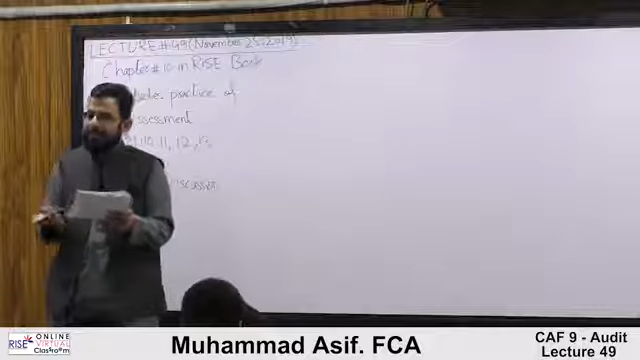 LECTURE # 49 (November 25, 2019)
Chapter # 10 in RISE Book
practice of
ssessment
10, 11, 12,
RISE ONLINE VIRTUAL Classroom
Muhammad Asif. FCA
CAF 9 - Audit
Lecture 49